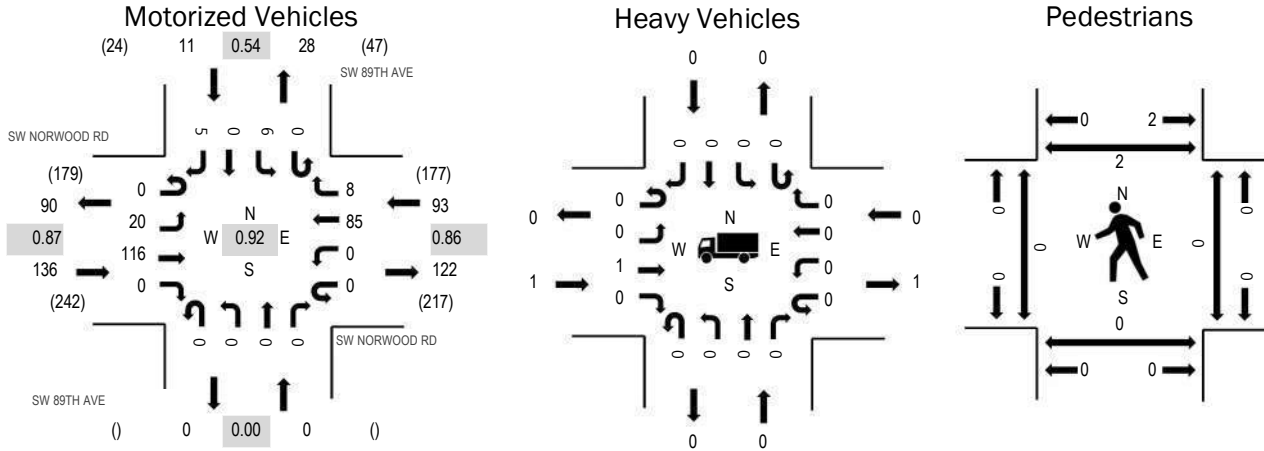 Motorized Vehicles
Heavy Vehicles
Pedestrians
(24) 11 0.54 28 (47)
SW 89TH AVE
SW NORWOOD RD
5 0 6 0
(179) 90
0.87
136 (242)
0
20
116
0
N
W 0.92 E
S
8
85
0
0
(177)
93
0.86
122
(217)
0 0 0 0
SW NORWOOD RD
SW 89TH AVE
() 0 0.00 0 ()
0 0
0 0 0 0
0
1
0
0
1
0
N
W E
S
0
0
0
0
0
1
0 0 0 0
0 0
0 2
2
0
0
0
N
W E
S
0
0
0
0
0 0